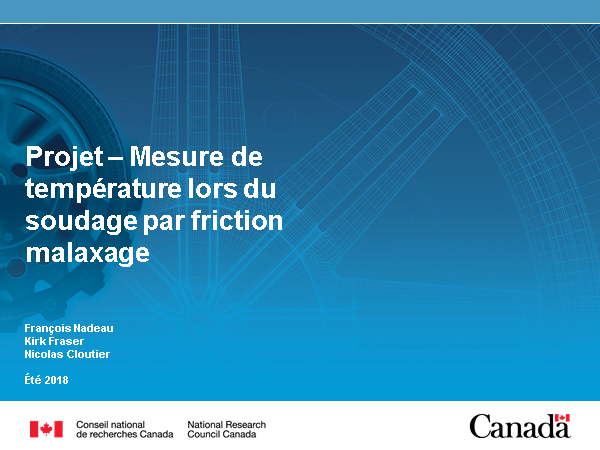 Projet – Mesure de
température lors du
soudage par friction
malaxage
François Nadeau
Kirk Fraser
Nicolas Cloutier
Été 2018
Conseil national
de recherches Canada
National Research
Council Canada
Canada